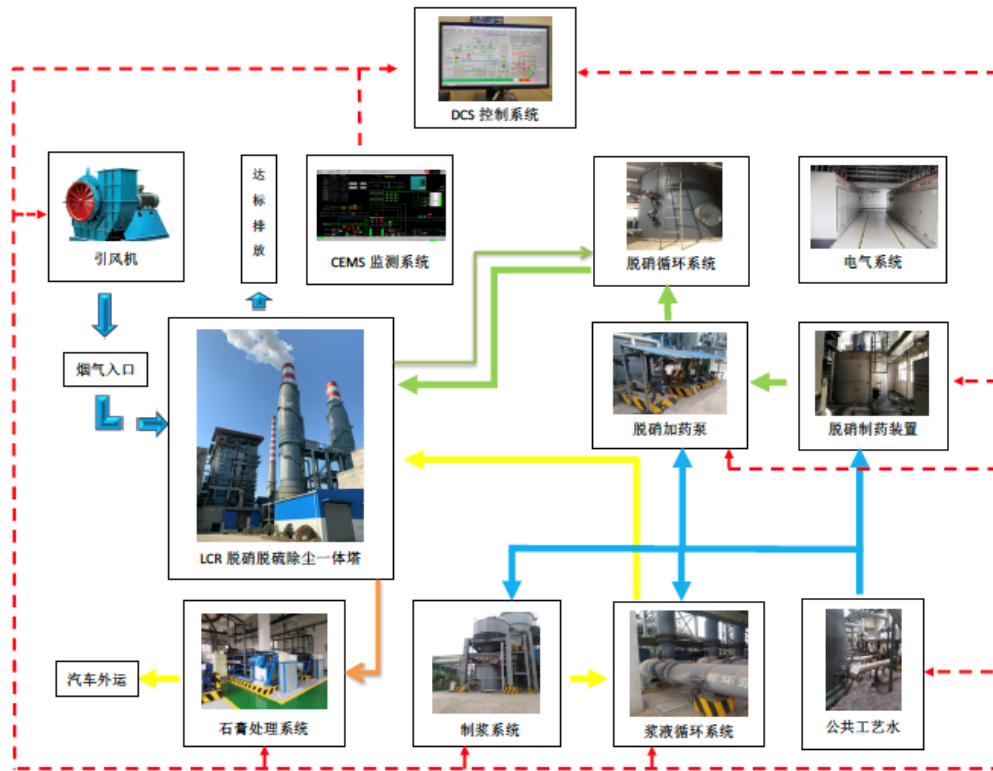 DCS 控制系统
引风机
达
标
排
放
CEMS 监测系统
脱硝循环系统
电气系统
烟气入口
脱硝加药泵
脱硝制药装置
LCR 脱硝脱硫除尘一体塔
汽车外运
石膏处理系统
制浆系统
浆液循环系统
公共工艺水